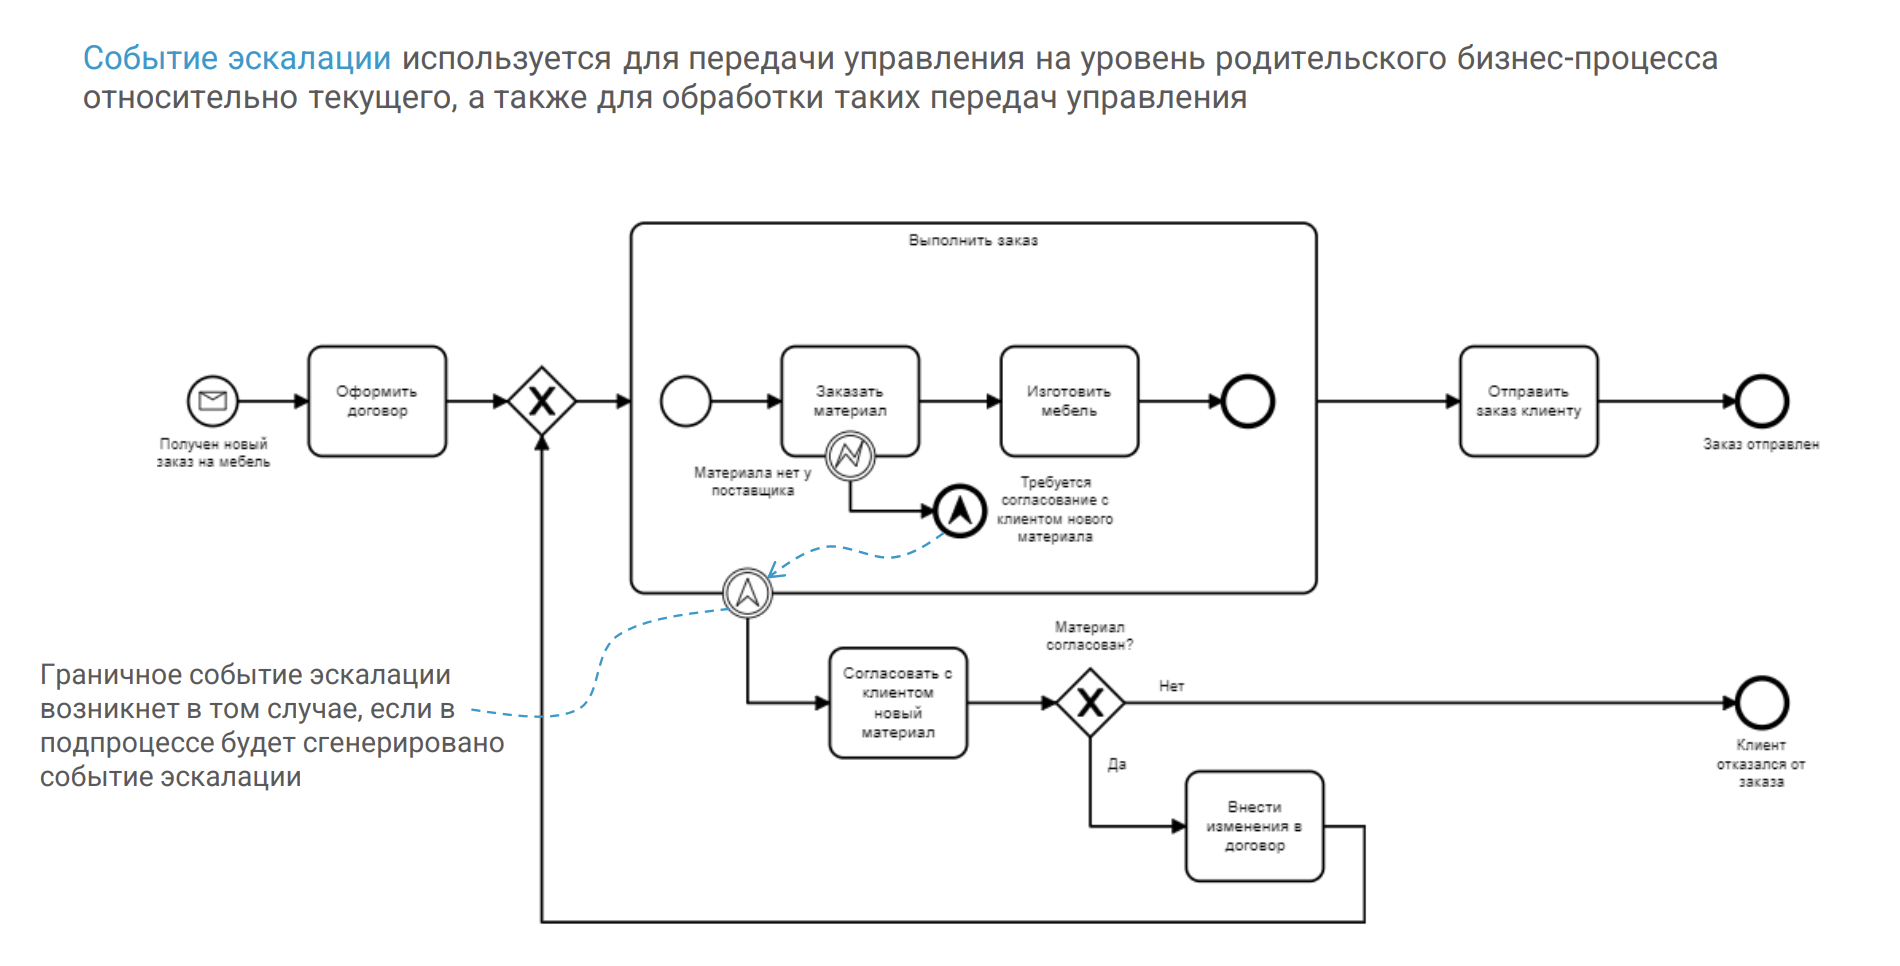 Событие эскалации используется для передачи управления на уровень родительского бизнес-процесса
относительно текущего, а также для обработки таких передач управления
Выполнить заказ
Получен новый
заказ на мебель
Оформить
договор
X
Заказать
материал
Изготовить
мебель
Отправить
заказ клиенту
Заказ отправлен
Материала нет у
поставщика
Требуется
согласование с
клиентом нового
материала
Граничное событие эскалации
возникнет в том случае, если в
подпроцессе будет сгенерировано
событие эскалации
Согласовать с
клиентом
новый
материал
Материал
согласован?
X
Нет
Да
Клиент
отказался от
заказа
Внести
изменения в
договор